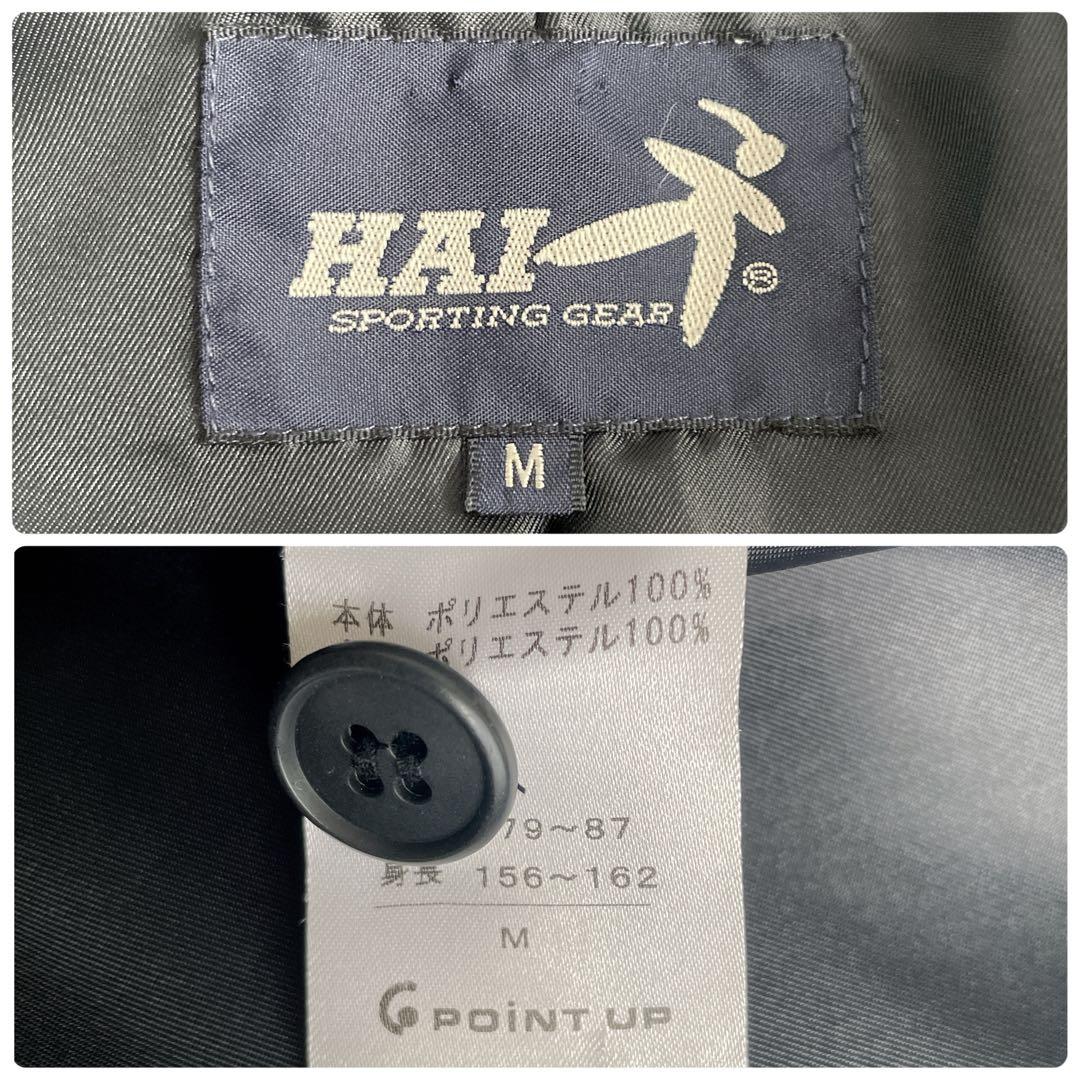 HAI
SPORTING GEAR
®
M
本体 ポリエステル100%
ポリエステル100%
79～87
身長 156～162
M
POINT UP